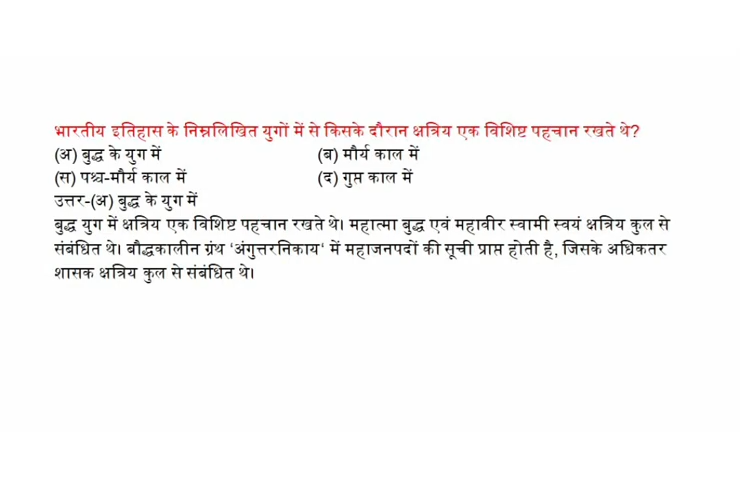 भारतीय इतिहास के निम्नलिखित युगों में से किसके दौरान क्षत्रिय एक विशिष्ट पहचान रखते थे?
(अ) बुद्ध के युग में (ब) मौर्य काल में
(स) पश्च-मौर्य काल में (द) गुप्त काल में
उत्तर-(अ) बुद्ध के युग में
बुद्ध युग में क्षत्रिय एक विशिष्ट पहचान रखते थे। महात्मा बुद्ध एवं महावीर स्वामी स्वयं क्षत्रिय कुल से
संबंधित थे। बौद्धकालीन ग्रंथ ‘अंगुत्तरनिकाय‘ में महाजनपदों की सूची प्राप्त होती है, जिसके अधिकतर
शासक क्षत्रिय कुल से संबंधित थे।